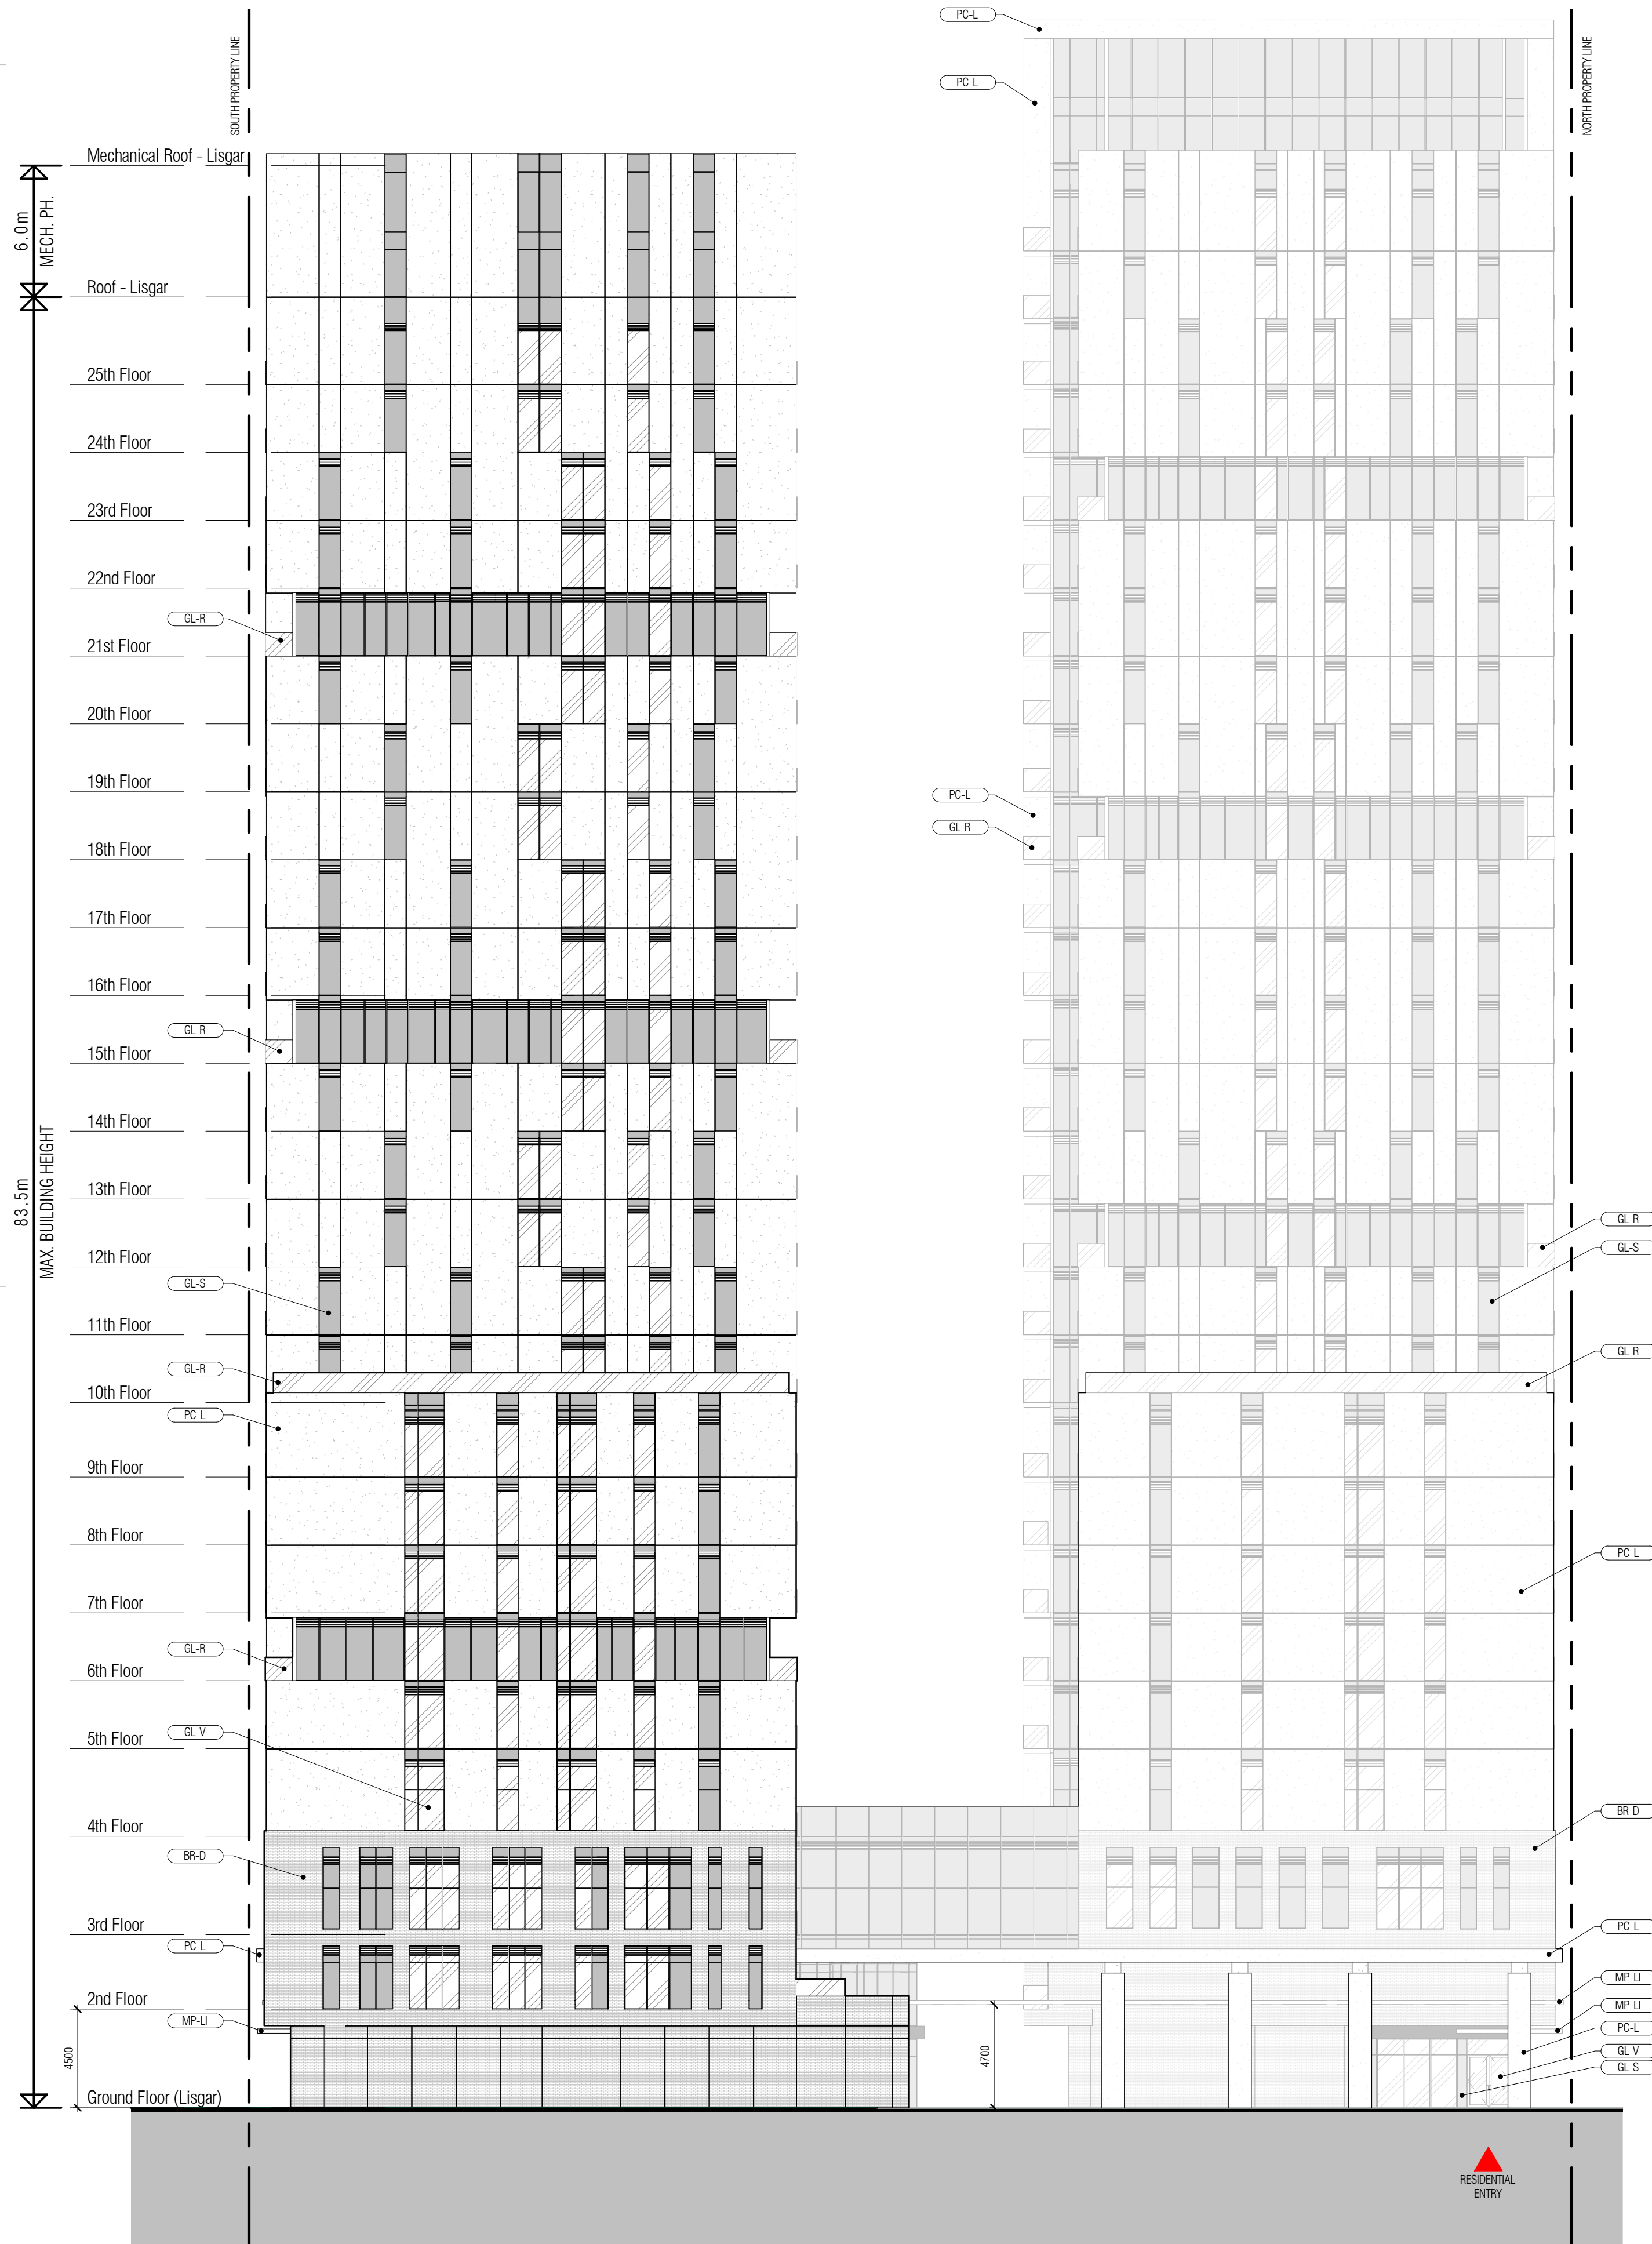 PC-L
SOUTH PROPERTY LINE
NORTH PROPERTY LINE
PC-L
Mechanical Roof - Lisgar
6.0m
MECH. PH.
Roof - Lisgar
25th Floor
24th Floor
23rd Floor
22nd Floor
GL-R
21st Floor
20th Floor
19th Floor
PC-L
GL-R
18th Floor
17th Floor
16th Floor
GL-R
15th Floor
14th Floor
83.5m
MAX. BUILDING HEIGHT
13th Floor
GL-R
GL-S
12th Floor
GL-S
11th Floor
GL-R
GL-R
10th Floor
PC-L
9th Floor
8th Floor
PC-L
7th Floor
GL-R
6th Floor
GL-V
5th Floor
BR-D
4th Floor
BR-D
3rd Floor
PC-L
PC-L
MP-LI
2nd Floor
MP-LI
MP-LI
PC-L
4500
4700
GL-V
GL-S
Ground Floor (Lisgar)
RESIDENTIAL
ENTRY